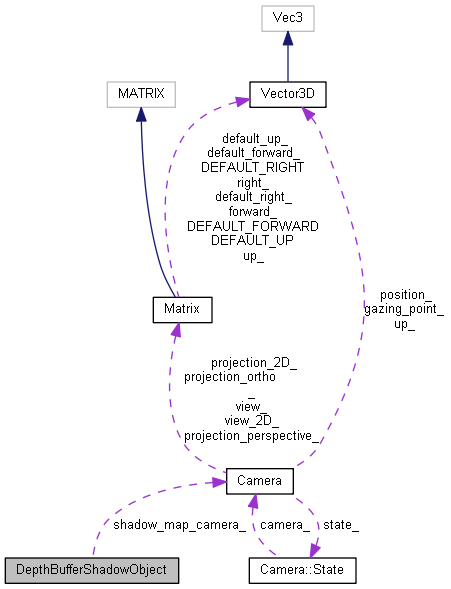 Vec3
MATRIX
Vector3D
default_up_
default_forward_
DEFAULT_RIGHT
right_
default_right_
forward_
DEFAULT_FORWARD
DEFAULT_UP
up_
Matrix
position_
gazing_point_
up_
projection_2D_
projection_ortho
_
view_
view_2D_
projection_perspective_
Camera
shadow_map_camera_
camera_
state_
DepthBufferShadowObject
Camera::State